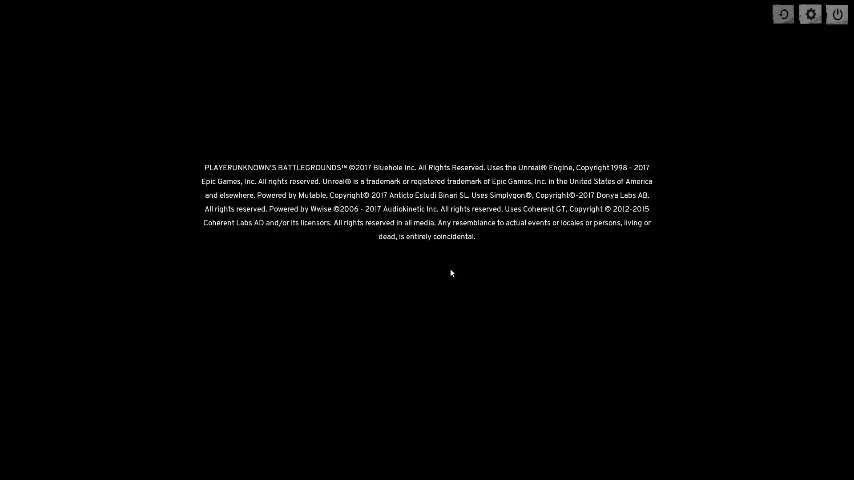 PLAYERUNKNOWN'S BATTLEGROUNDS™ ©2017 Bluehole Inc. All Rights Reserved. Uses the Unreal® Engine, Copyright 1998 - 2017
Epic Games, Inc. All rights reserved. Unreal® is a trademark or registered trademark of Epic Games, Inc. in the United States of America
and elsewhere. Powered by Mutable, Copyright© 2017 Anticto Estudi Binari SL. Uses Simplygon®, Copyright©-2017 Donya Labs AB.
All rights reserved. Powered by Wwise ©2006 - 2017 Audiokinetic Inc. All rights reserved. Uses Coherent GT, Copyright © 2012-2015
Coherent Labs AD and/or its licensors. All rights reserved in all media. Any resemblance to actual events or locales or persons, living or
dead, is entirely coincidental.